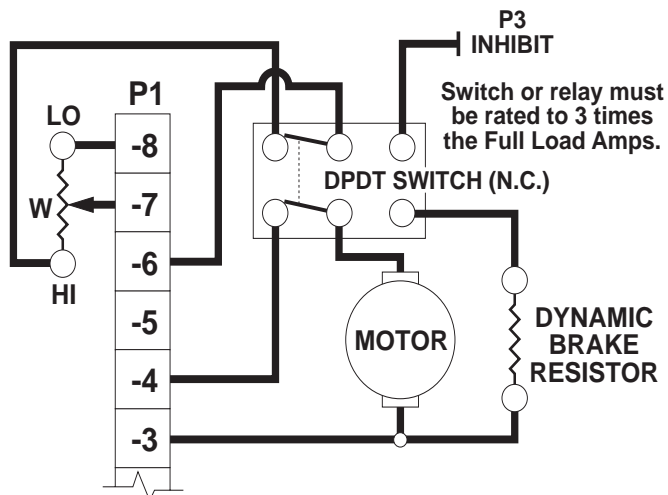 P3
INHIBIT
P1
Switch or relay must
be rated to 3 times
the Full Load Amps.
LO
-8
DPDT SWITCH (N.C.)
W
-7
-6
HI
-5
MOTOR
DYNAMIC
BRAKE
RESISTOR
-4
-3